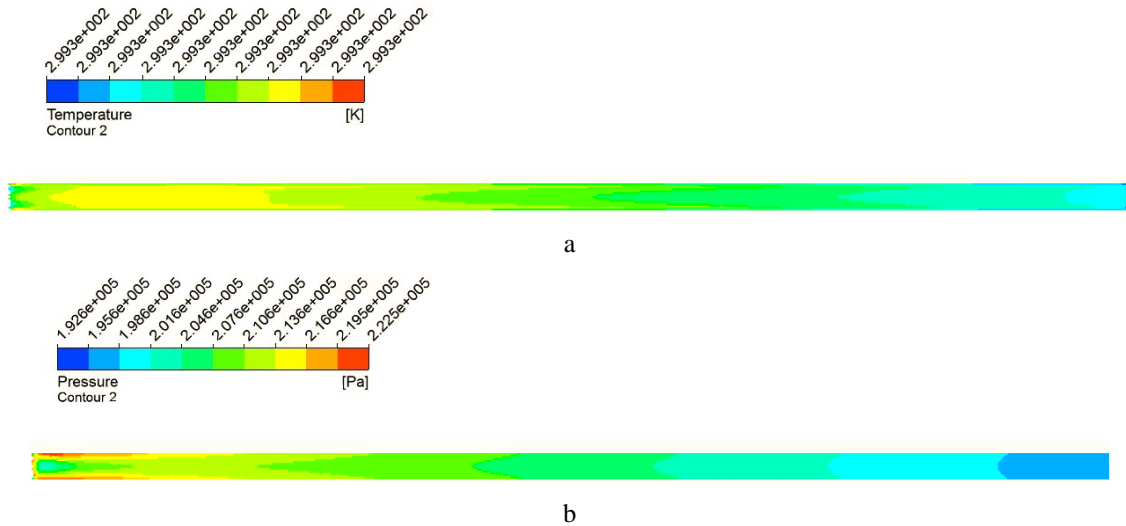 2.993e+002 2.993e+002 2.993e+002 2.993e+002 2.993e+002 2.993e+002 2.993e+002 2.993e+002 2.993e+002 2.993e+002 2.993e+002
Temperature [K]
Contour 2
a
1.926e+005 1.956e+005 1.986e+005 2.016e+005 2.046e+005 2.076e+005 2.106e+005 2.136e+005 2.166e+005 2.195e+005 2.225e+005
Pressure [Pa]
Contour 2
b